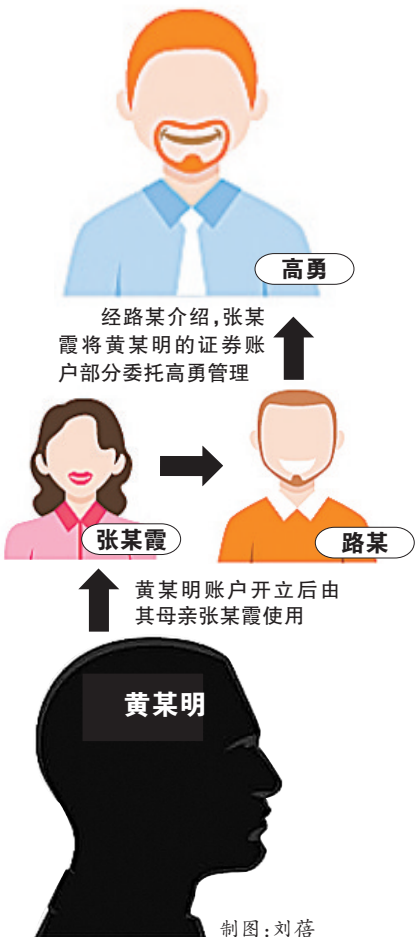 高勇
经路某介绍,张某
霞将黄某明的证券账
户部分委托高勇管理
张某霞
路某
黄某明账户开立后由
其母亲张某霞使用
黄某明
制图:刘蓓